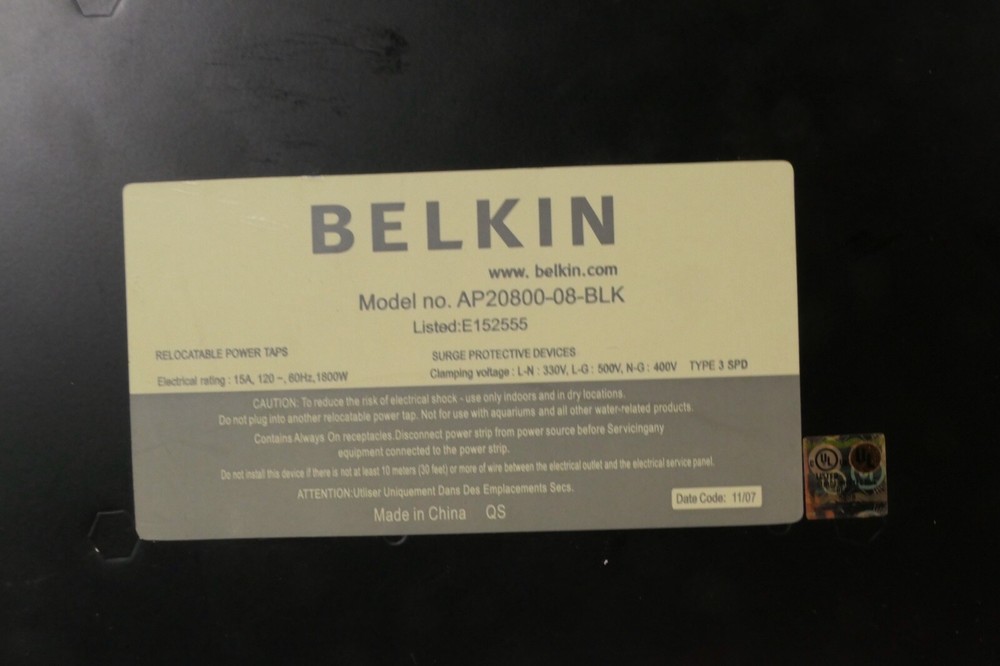 BELKIN
www. belkin.com
Model no. AP20800-08-BLK
Listed:E152555
RELOCATABLE POWER TAPS
Electrical rating : 15A, 120 ~, 60Hz,1800W
SURGE PROTECTIVE DEVICES
Clamping voltage : L-N : 330V, L-G : 500V, N-G : 400V TYPE 3 SPD
CAUTION: To reduce the risk of electrical shock - use only indoors and in dry locations.
Do not plug into another relocatable power tap. Not for use with aquariums and all other water-related products.
Contains Always On receptacles.Disconnect power strip from power source before Servicingany
equipment connected to the power strip.
Do not install this device if there is not at least 10 meters (30 feet) or more of wire between the electrical outlet and the electrical service panel.
ATTENTION:Utliser Uniquement Dans Des Emplacements Secs.
Made in China QS
Date Code: 11/07
UL